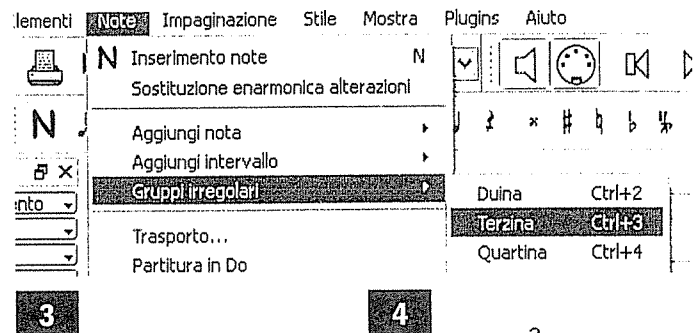 lementi Note Impaginazione Stile Mostra Plugins Aiuto
N Inserimento note N
Sostituzione enarmonica alterazioni
N
Aggiungi nota
Aggiungi intervallo
Gruppi irregolari
nto
Duina Ctrl+2
Terzina Ctrl+3
Quartina Ctrl+4
Trasporto...
Partitura in Do
3 4